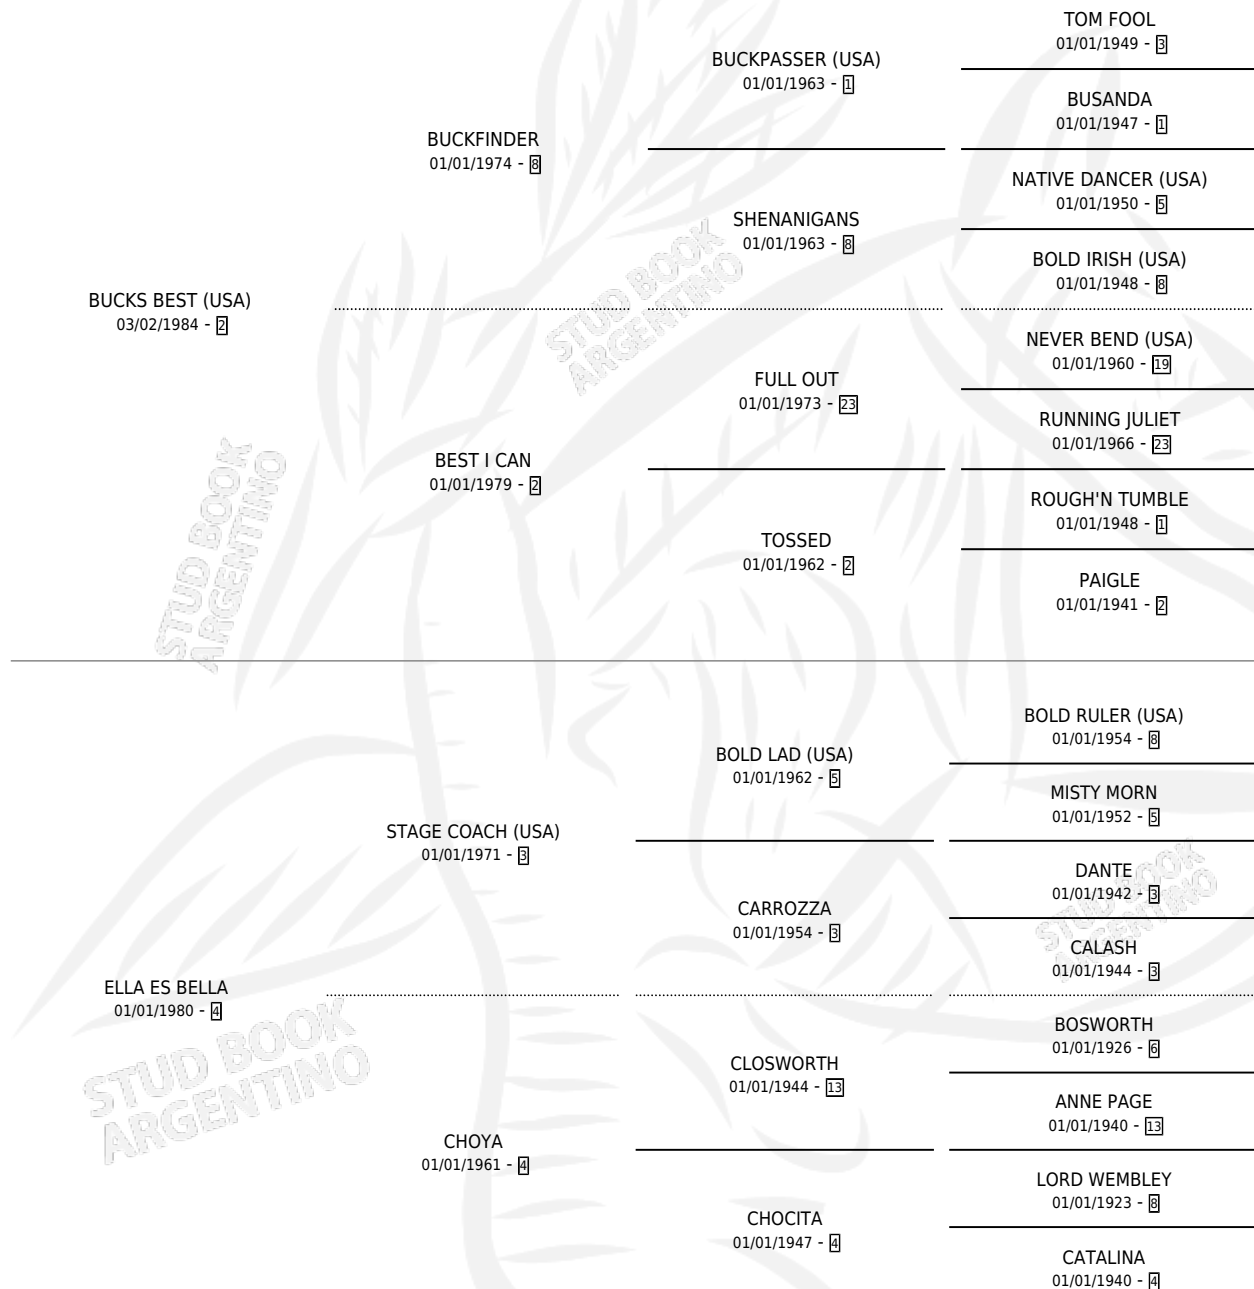 TOM FOOL
01/01/1949 - 3
BUCKPASSER (USA)
01/01/1963 - 1
BUSANDA
01/01/1947 - 1
BUCKFINDER
01/01/1974 - 8
NATIVE DANCER (USA)
01/01/1950 - 5
SHENANIGANS
01/01/1963 - 8
BOLD IRISH (USA)
01/01/1948 - 8
BUCKS BEST (USA)
03/02/1984 - 2
NEVER BEND (USA)
01/01/1960 - 19
FULL OUT
01/01/1973 - 23
RUNNING JULIET
01/01/1966 - 23
BEST I CAN
01/01/1979 - 2
ROUGH'N TUMBLE
01/01/1948 - 1
TOSSED
01/01/1962 - 2
PAIGLE
01/01/1941 - 2
BOLD RULER (USA)
01/01/1954 - 8
BOLD LAD (USA)
01/01/1962 - 5
MISTY MORN
01/01/1952 - 5
STAGE COACH (USA)
01/01/1971 - 3
DANTE
01/01/1942 - 3
CARROZZA
01/01/1954 - 3
CALASH
01/01/1944 - 3
ELLA ES BELLA
01/01/1980 - 4
BOSWORTH
01/01/1926 - 6
CLOSWORTH
01/01/1944 - 13
ANNE PAGE
01/01/1940 - 13
CHOYA
01/01/1961 - 4
LORD WEMBLEY
01/01/1923 - 8
CHOCITA
01/01/1947 - 4
CATALINA
01/01/1940 - 4
STUD BOOK
ARGENTINO
STUD BOOK
ARGENTINO
STUD BOOK
ARGENTINO
STUD BOOK
ARGENTINO